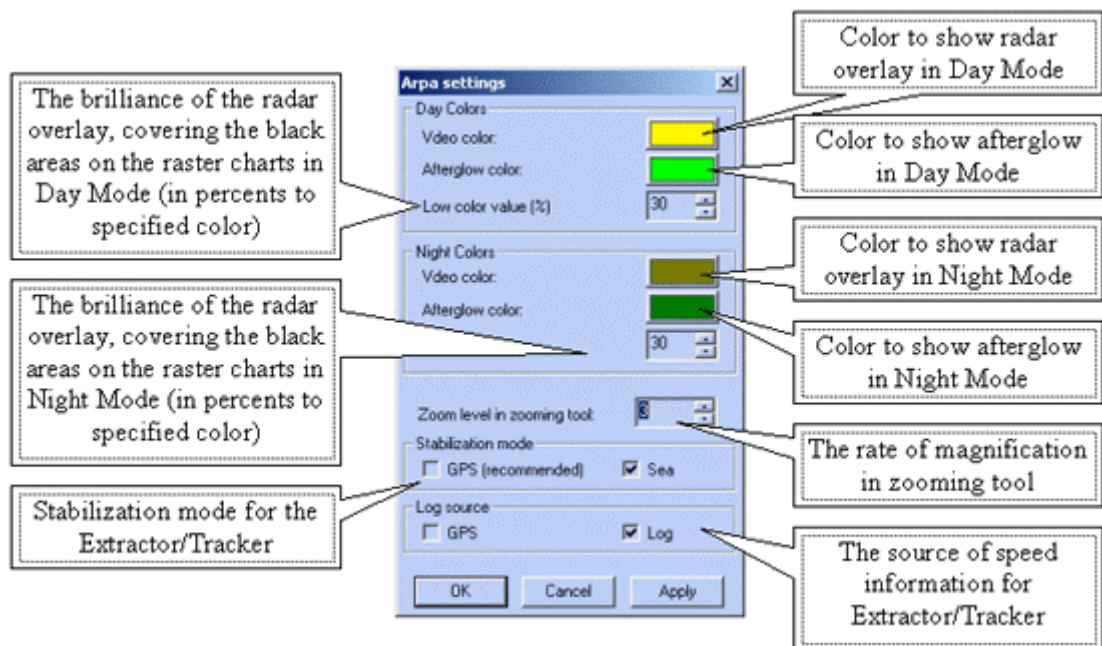 The brilliance of the radar
overlay, covering the black
areas on the raster charts in
Day Mode (in percents to
specified color)
The brilliance of the radar
overlay, covering the black
areas on the raster charts in
Night Mode (in percents to
specified color)
Stabilization mode for the
Extractor/Tracker
Arpa settings
Day Colors
Vdeo color:
Afterglow color:
Low color value (%)
30
Night Colors
Vdeo color:
Afterglow color:
30
Zoom level in zooming tool:
3
Stabilization mode
GPS (recommended)
Sea
Log source
GPS
Log
OK
Cancel
Apply
Color to show radar
overlay in Day Mode
Color to show afterglow
in Day Mode
Color to show radar
overlay in Night Mode
Color to show afterglow
in Night Mode
The rate of magnification
in zooming tool
The source of speed
information for
Extractor/Tracker